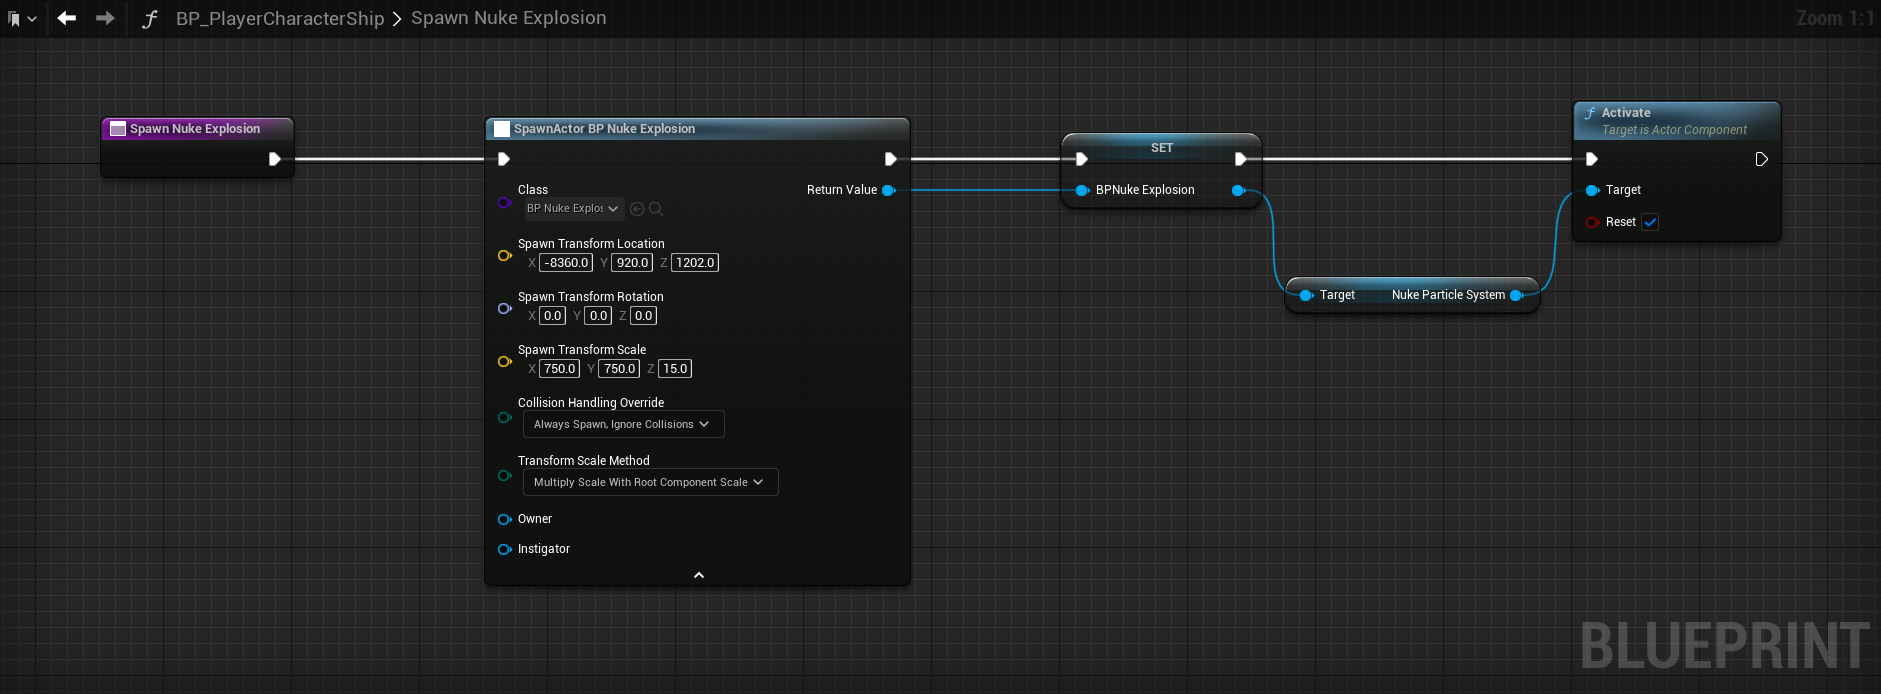 BP_PlayerCharacterShip > Spawn Nuke Explosion
Zoom 1:1
Spawn Nuke Explosion
SpawnActor BP Nuke Explosion
Class
BP Nuke Explos
Return Value
Spawn Transform Location
X -8360.0 Y 920.0 Z 1202.0
Spawn Transform Rotation
X 0.0 Y 0.0 Z 0.0
Spawn Transform Scale
X 750.0 Y 750.0 Z 15.0
Collision Handling Override
Always Spawn, Ignore Collisions
Transform Scale Method
Multiply Scale With Root Component Scale
Owner
Instigator
SET
BPNuke Explosion
Target Nuke Particle System
f Activate
Target is Actor Component
Target
Reset
BLUEPRINT